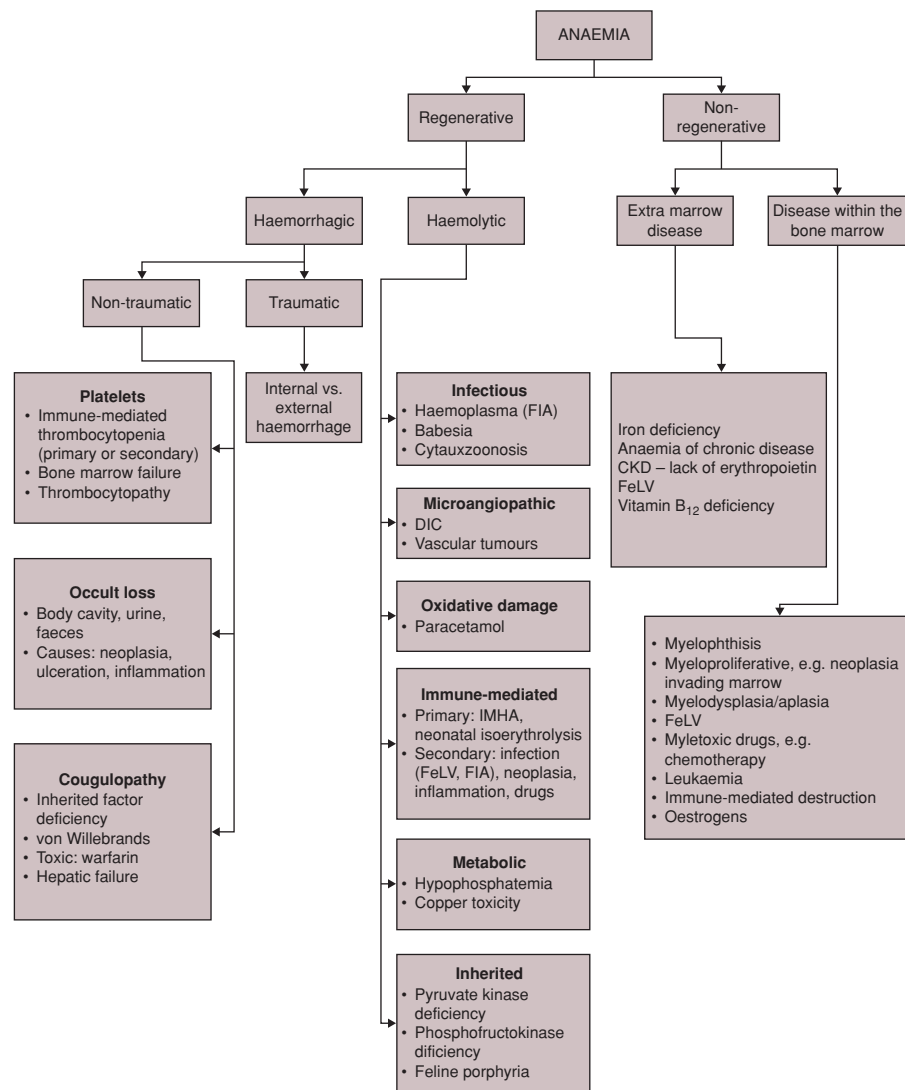 ANAEMIA
Regenerative
Non-
regenerative
Haemorrhagic
Haemolytic
Extra marrow
disease
Disease within the
bone marrow
Non-traumatic
Traumatic
Internal vs.
external
haemorrhage
Platelets
• Immune-mediated
thrombocytopenia
(primary or secondary)
• Bone marrow failure
• Thrombocytopathy
Occult loss
• Body cavity, urine,
faeces
• Causes: neoplasia,
ulceration, inflammation
Cougulopathy
• Inherited factor
deficiency
• von Willebrands
• Toxic: warfarin
• Hepatic failure
Infectious
• Haemoplasma (FIA)
• Babesia
• Cytauxzoonosis
Microangiopathic
• DIC
• Vascular tumours
Oxidative damage
• Paracetamol
Immune-mediated
• Primary: IMHA,
neonatal isoerythrolysis
• Secondary: infection
(FeLV, FIA), neoplasia,
inflammation, drugs
Metabolic
• Hypophosphatemia
• Copper toxicity
Inherited
• Pyruvate kinase
deficiency
• Phosphofructokinase
dificiency
• Feline porphyria
Iron deficiency
Anaemia of chronic disease
CKD – lack of erythropoietin
FeLV
Vitamin B₁₂ deficiency
• Myelophthisis
• Myeloproliferative, e.g. neoplasia
invading marrow
• Myelodysplasia/aplasia
• FeLV
• Myletoxic drugs, e.g.
chemotherapy
• Leukaemia
• Immune-mediated destruction
• Oestrogens